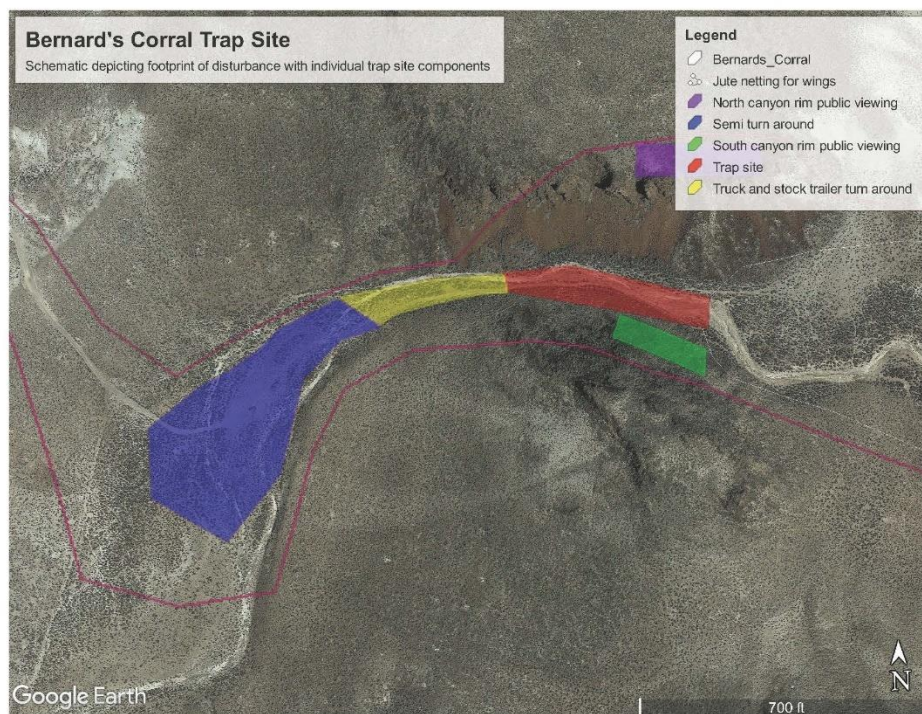 Bernard's Corral Trap Site
Schematic depicting footprint of disturbance with individual trap site components
Legend
Bernards_Corral
Jute netting for wings
North canyon rim public viewing
Semi turn around
South canyon rim public viewing
Trap site
Truck and stock trailer turn around
Google Earth
N
700 ft